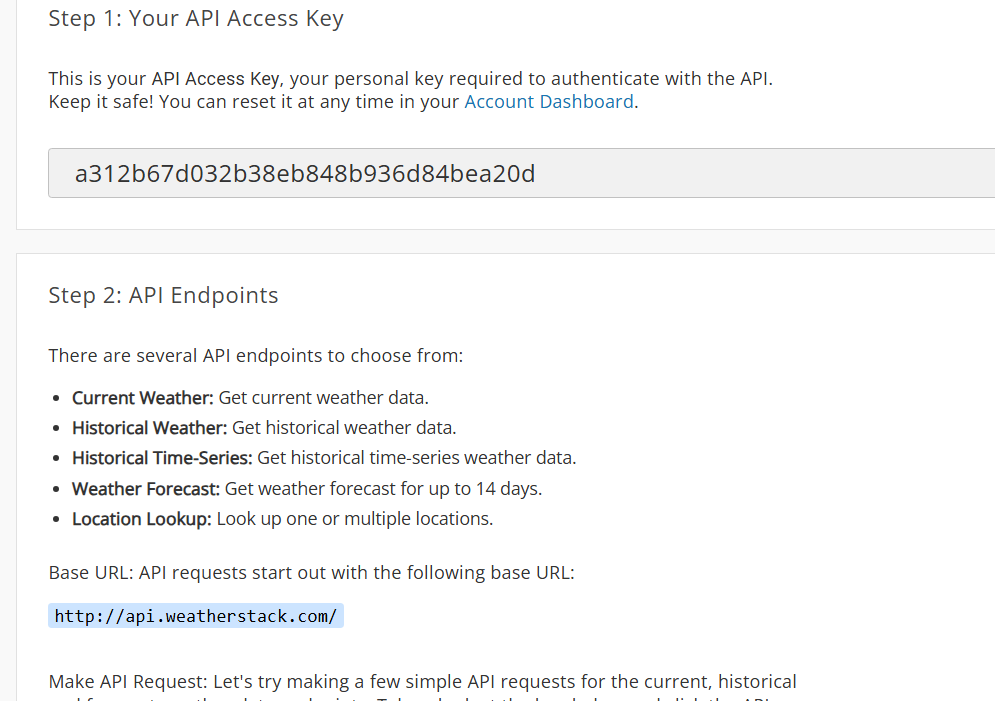 Step 1: Your API Access Key
This is your API Access Key, your personal key required to authenticate with the API.
Keep it safe! You can reset it at any time in your Account Dashboard.
a312b67d032b38eb848b936d84bea20d
Step 2: API Endpoints
There are several API endpoints to choose from:
• Current Weather: Get current weather data.
• Historical Weather: Get historical weather data.
• Historical Time-Series: Get historical time-series weather data.
• Weather Forecast: Get weather forecast for up to 14 days.
• Location Lookup: Look up one or multiple locations.
Base URL: API requests start out with the following base URL:
http://api.weatherstack.com/
Make API Request: Let's try making a few simple API requests for the current, historical